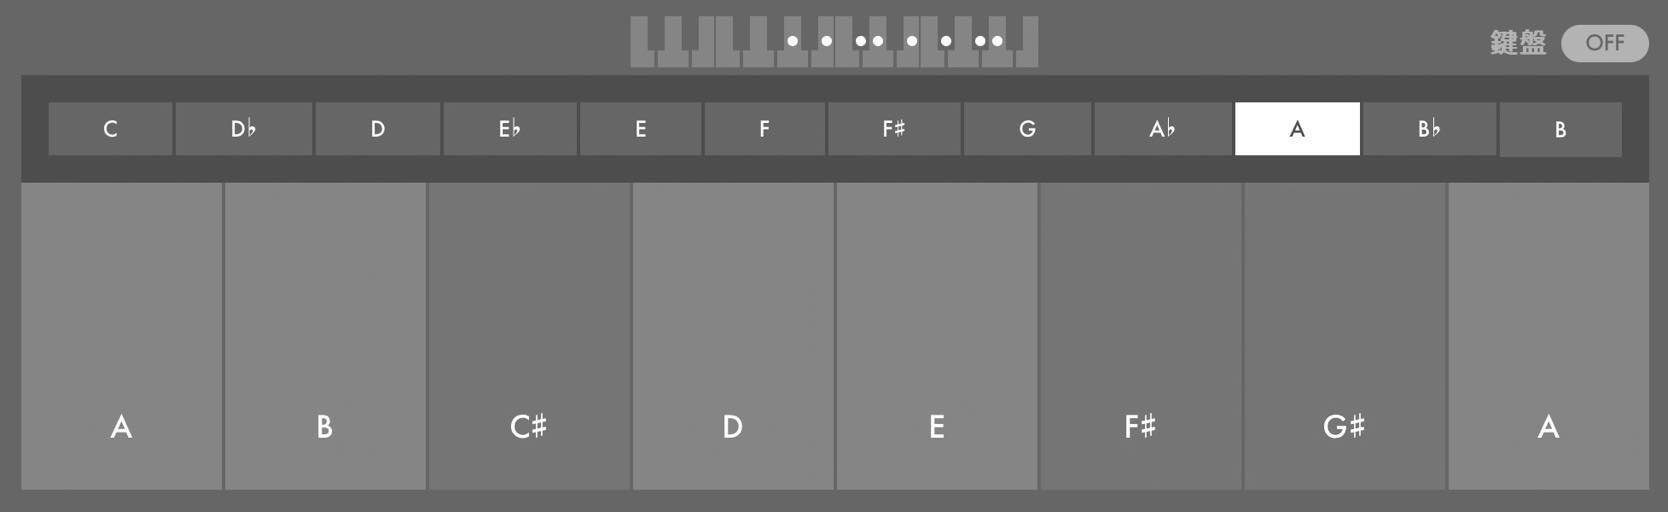 鍵盤 OFF
C D♭ D E♭ E F F♯ G A♭ A B♭ B
A B C♯ D E F♯ G♯ A